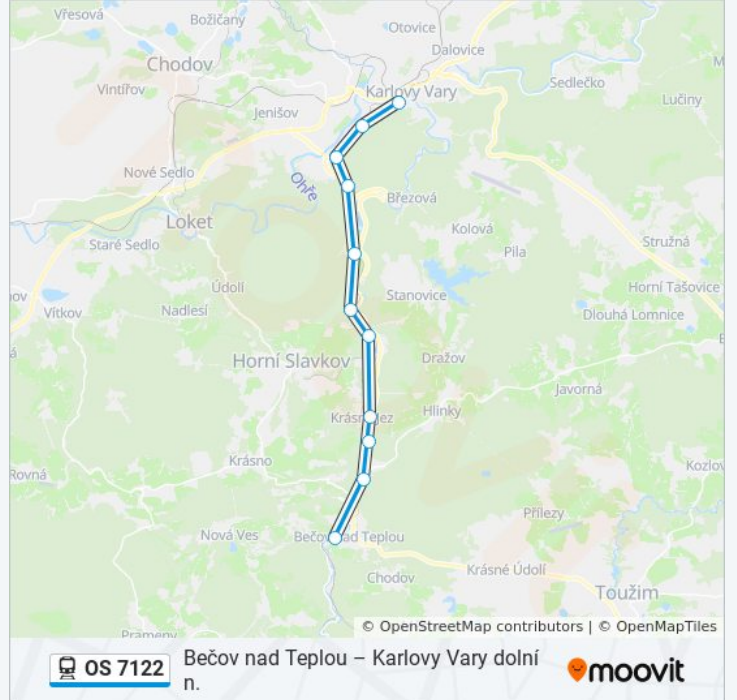 Vřesová
Božičany
Otovice
Dalovice
Chodov
Vintířov
Karlovy Vary
Sedlečko
Lučiny
Jenišov
Nové Sedlo
Ohře
Březová
Loket
Staré Sedlo
Kolová
Pila
Stružná
Údolí
Stanovice
Horní Tašovice
Vítkov
Nadlesí
Dlouhá Lomnice
Horní Slavkov
Dražov
Javorná
Hlinky
Krásno
Rovná
Přílezy
Nová Ves
Bečov nad Teplou
Chodov
Krásné Údolí
Toužim
Prameny
© OpenStreetMap contributors | © OpenMapTiles
OS 7122
Bečov nad Teplou – Karlovy Vary dolní
n.
moovit